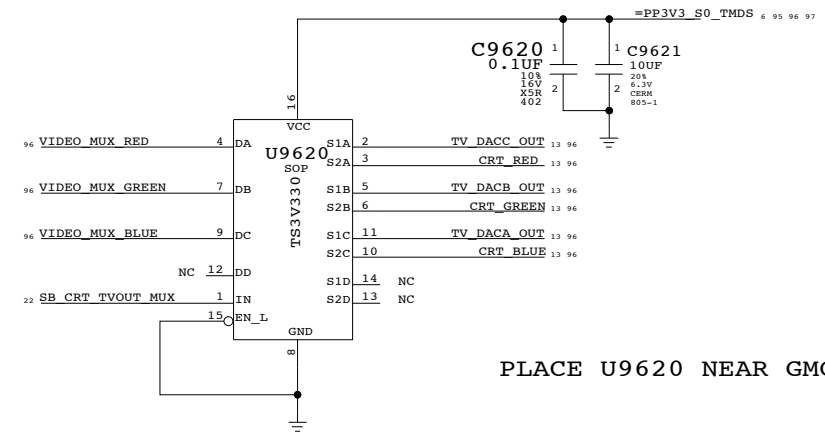 =PP3V3_S0_TMDS 6 95 96 97
C9620 1
0.1UF
10%
16V
X5R
402
2
1 C9621
10UF
20%
6.3V
CERM
805-1
2
16
VCC
U9620
SOP
TS3V330
96 VIDEO_MUX_RED 4 DA
S1A 2 TV_DACC_OUT 13 96
S2A 3 CRT_RED 13 96
96 VIDEO_MUX_GREEN 7 DB
S1B 5 TV_DACB_OUT 13 96
S2B 6 CRT_GREEN 13 96
96 VIDEO_MUX_BLUE 9 DC
S1C 11 TV_DACA_OUT 13 96
S2C 10 CRT_BLUE 13 96
NC 12 DD
S1D 14 NC
22 SB_CRT_TVOUT_MUX 1 IN
S2D 13 NC
15 EN_L
GND
8
PLACE U9620 NEAR GM